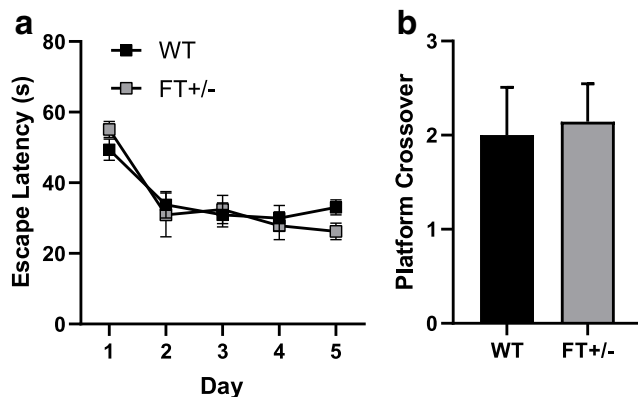 a
80
60
40
20
0
Escape Latency (s)
WT
FT+/-
1 2 3 4 5
Day
b
3
2
1
0
Platform Crossover
WT FT+/-